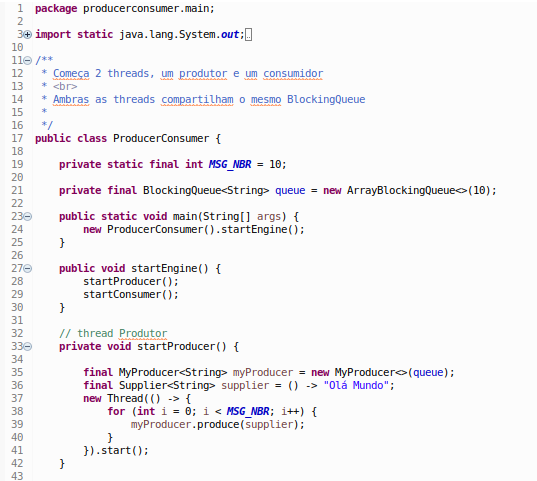 1 package producerconsumer.main;
2
3 import static java.lang.System.out;
10
11 /**
12 * Começa 2 threads, um produtor e um consumidor
13 * <br>
14 * Ambras as threads compartilham o mesmo BlockingQueue
15 *
16 */
17 public class ProducerConsumer {
18
19 private static final int MSG_NBR = 10;
20
21 private final BlockingQueue<String> queue = new ArrayBlockingQueue<>(10);
22
23 public static void main(String[] args) {
24 new ProducerConsumer().startEngine();
25 }
26
27 public void startEngine() {
28 startProducer();
29 startConsumer();
30 }
31
32 // thread Produtor
33 private void startProducer() {
34
35 final MyProducer<String> myProducer = new MyProducer<>(queue);
36 final Supplier<String> supplier = () -> "Olá Mundo";
37 new Thread(() -> {
38 for (int i = 0; i < MSG_NBR; i++) {
39 myProducer.produce(supplier);
40 }
41 }).start();
42 }
43